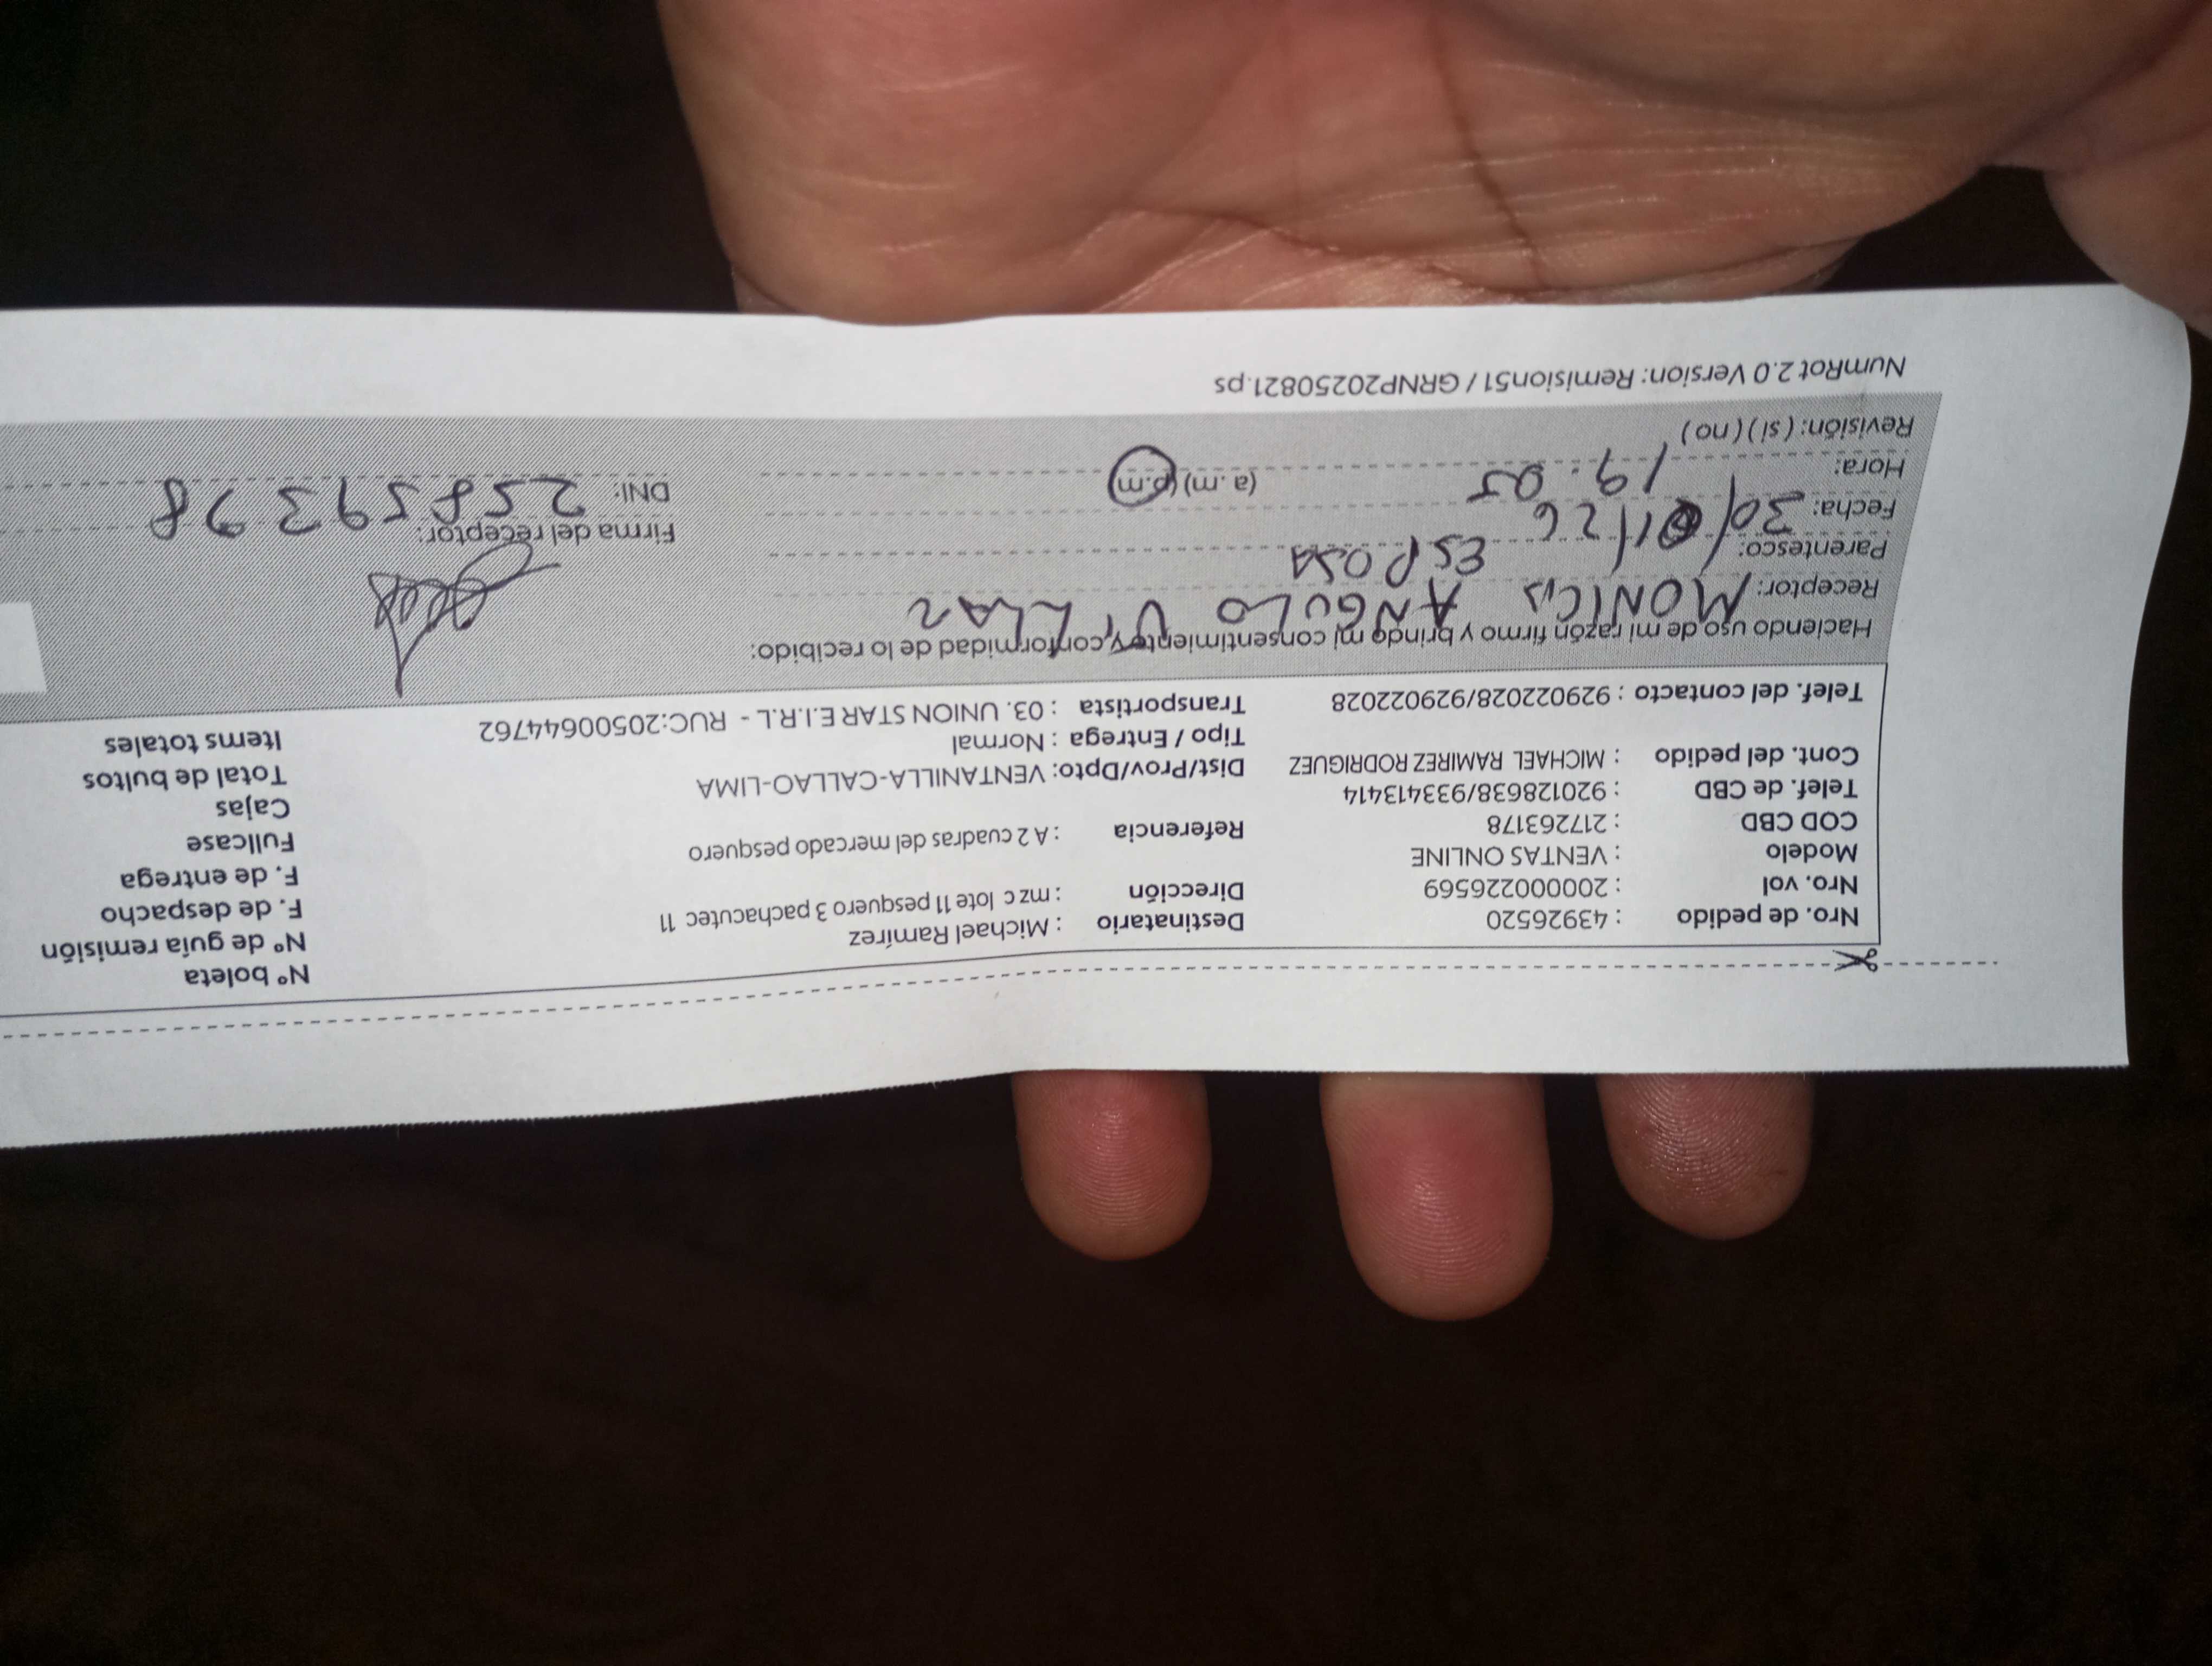 Nro. de pedido : 43926520
Nro. vol : 2000000226569
Modelo : VENTAS ONLINE
COD CBD : 217263178
Telef. de CBD : 920128638/933413414
Cont. del pedido : MICHAEL RAMIREZ RODRIGUEZ
Telef. del contacto : 929022028/929022028
Destinatario : Michael Ramírez
Dirección : mz c lote 11 pesquero 3 pachacutec 11
Referencia : A 2 cuadras del mercado pesquero
Dist/Prov/Dpto: VENTANILLA-CALLAO-LIMA
Tipo / Entrega : Normal
Transportista : 03. UNION STAR E.I.R.L - RUC:20500644762
Nº boleta
Nº de guía remisión
F. de despacho
F. de entrega
Fullcase
Cajas
Total de bultos
Items totales
Haciendo uso de mi razón firmo y brindo mi consentimiento y conformidad de lo recibido:
Receptor: MONICA ANGULO
Parentesco: ESPOSA
Fecha: 30/01/26
Hora: 19:05 (a.m) (p.m)
Revisión: (si) (no)
Firma del receptor:
DNI: 25859398
NumRot 2.0 Version: Remision51 / GRNP20250821.ps